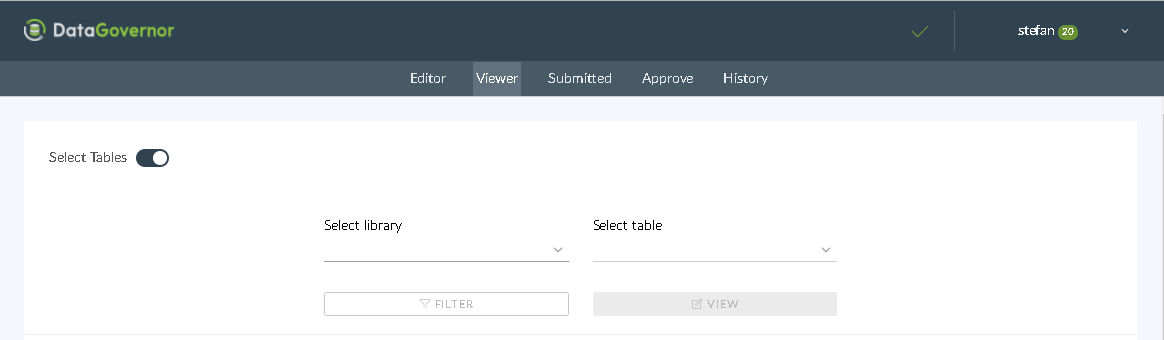 DataGovernor
stefan 20
Editor Viewer Submitted Approve History
Select Tables
Select library Select table
FILTER VIEW